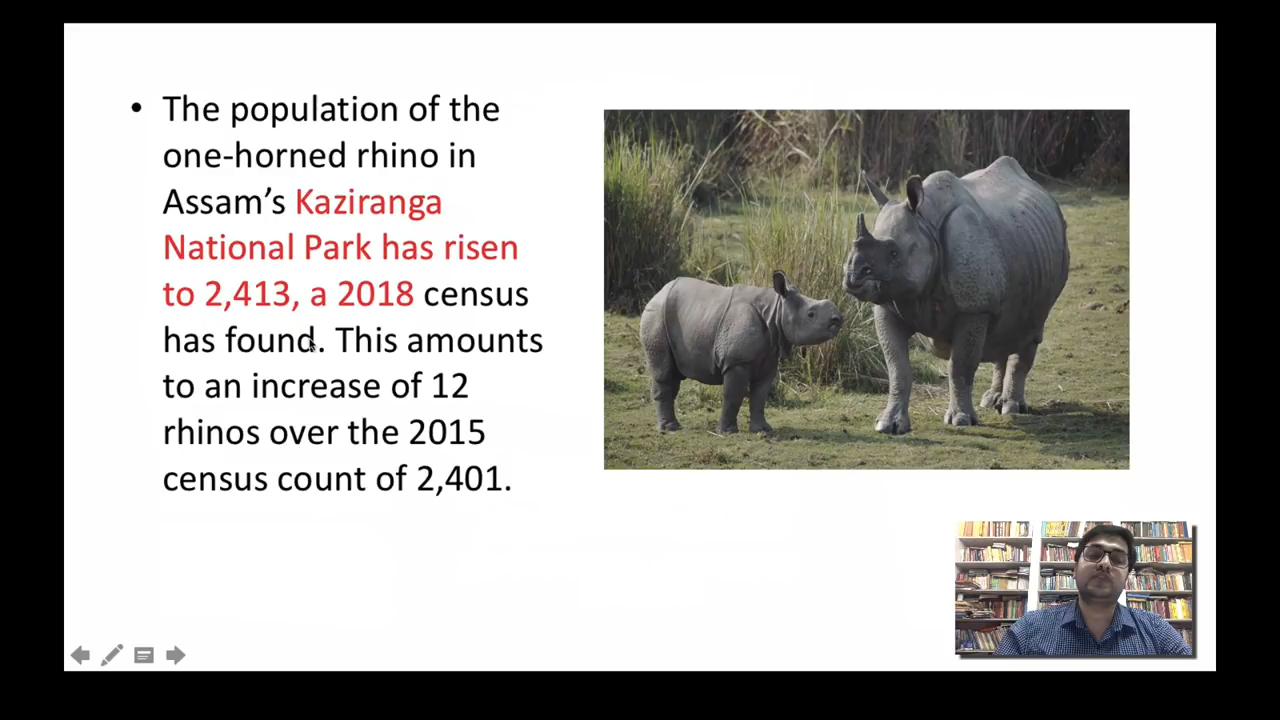 • The population of the
one-horned rhino in
Assam’s Kaziranga
National Park has risen
to 2,413, a 2018 census
has found. This amounts
to an increase of 12
rhinos over the 2015
census count of 2,401.